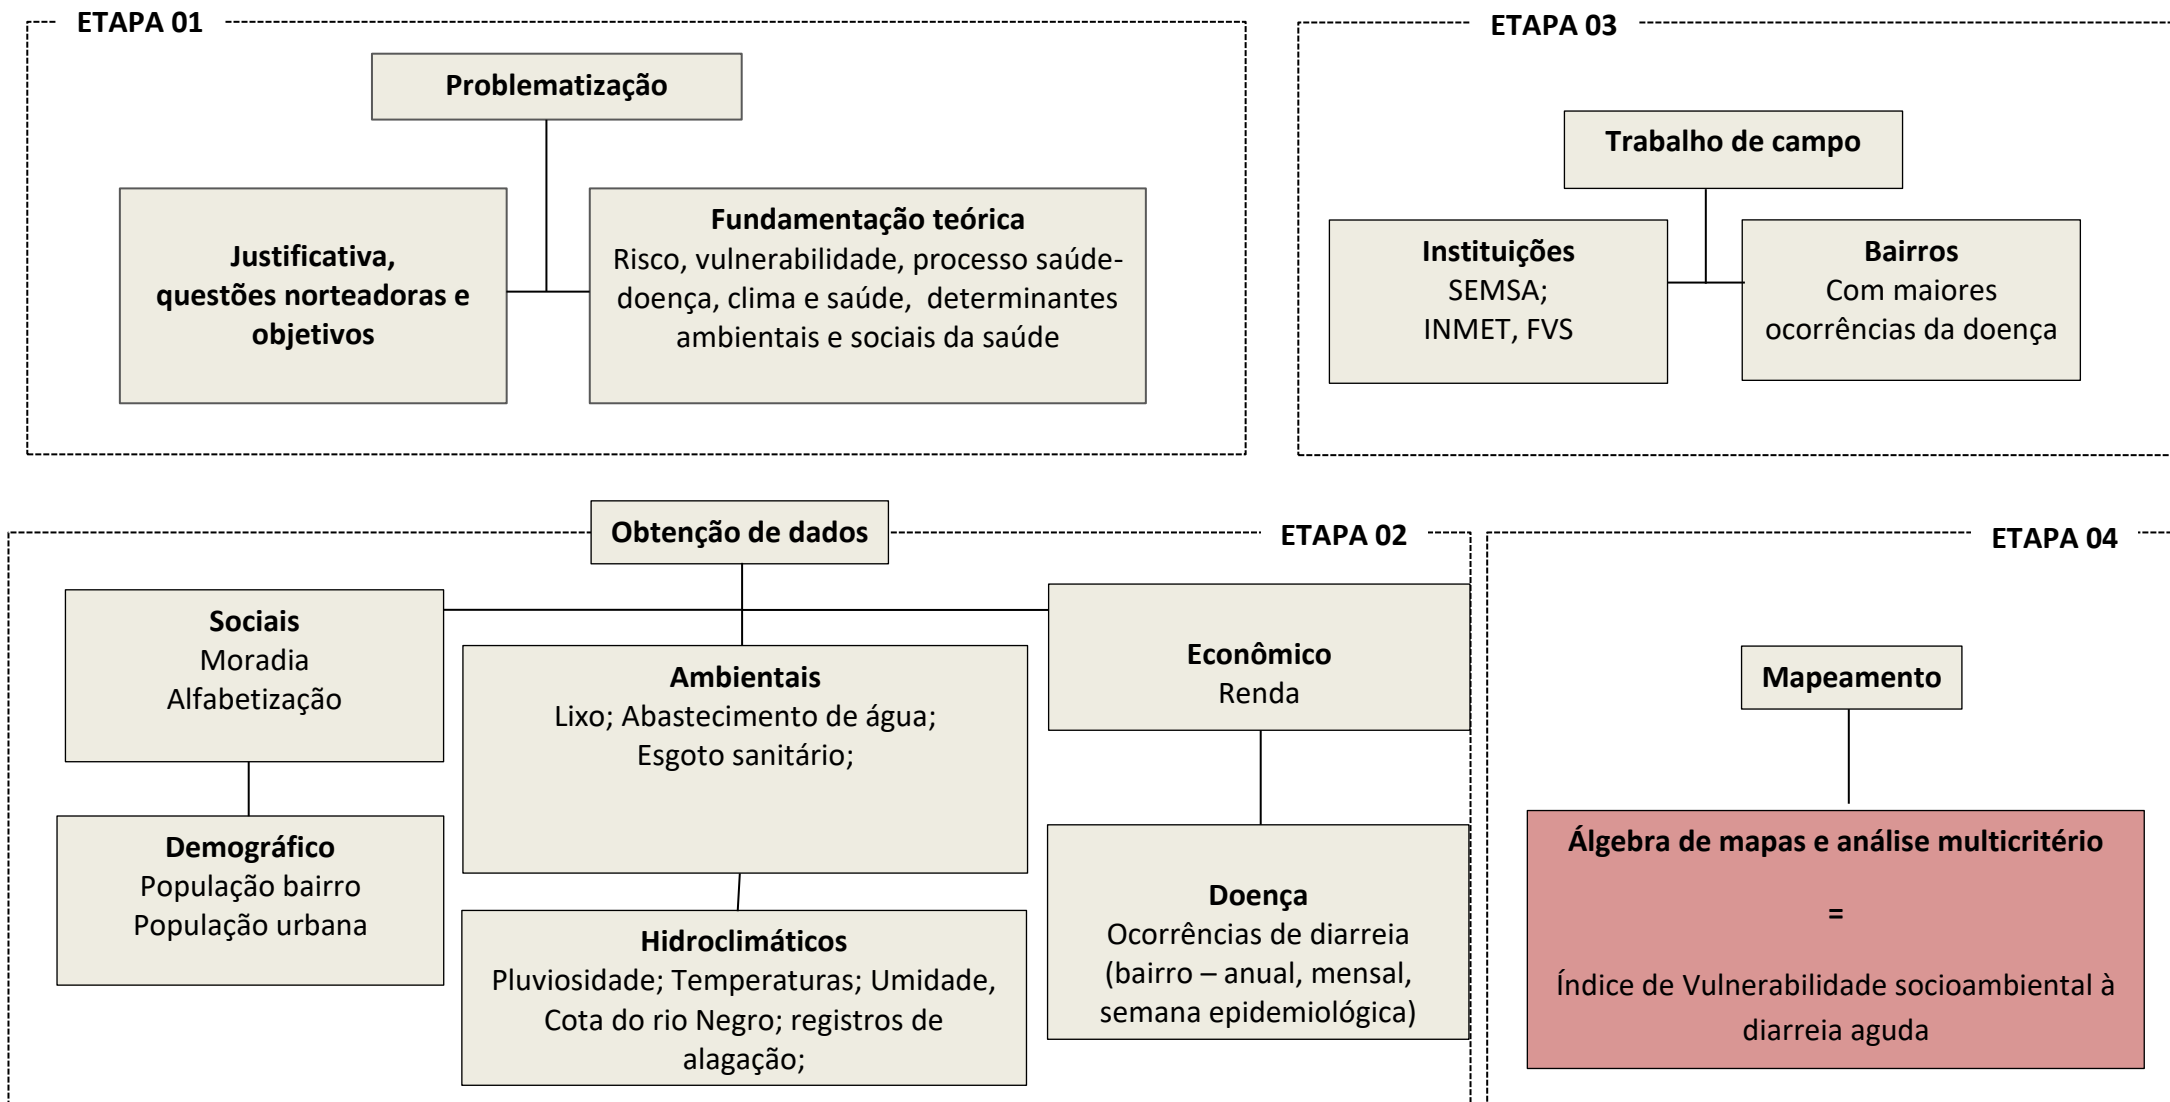 ETAPA 01
Problematização
Justificativa,
questões norteadoras e
objetivos
Fundamentação teórica
Risco, vulnerabilidade, processo saúde-
doença, clima e saúde,  determinantes
ambientais e sociais da saúde
ETAPA 03
Trabalho de campo
Instituições
SEMSA;
INMET, FVS
Bairros
Com maiores
ocorrências da doença
ETAPA 02
Obtenção de dados
Sociais
Moradia
Alfabetização
Demográfico
População bairro
População urbana
Ambientais
Lixo; Abastecimento de água;
Esgoto sanitário;
Hidroclimáticos
Pluviosidade; Temperaturas; Umidade,
Cota do rio Negro; registros de
alagação;
Econômico
Renda
Doença
Ocorrências de diarreia
(bairro – anual, mensal,
semana epidemiológica)
ETAPA 04
Mapeamento
Álgebra de mapas e análise multicritério
=
Índice de Vulnerabilidade socioambiental à
diarreia aguda